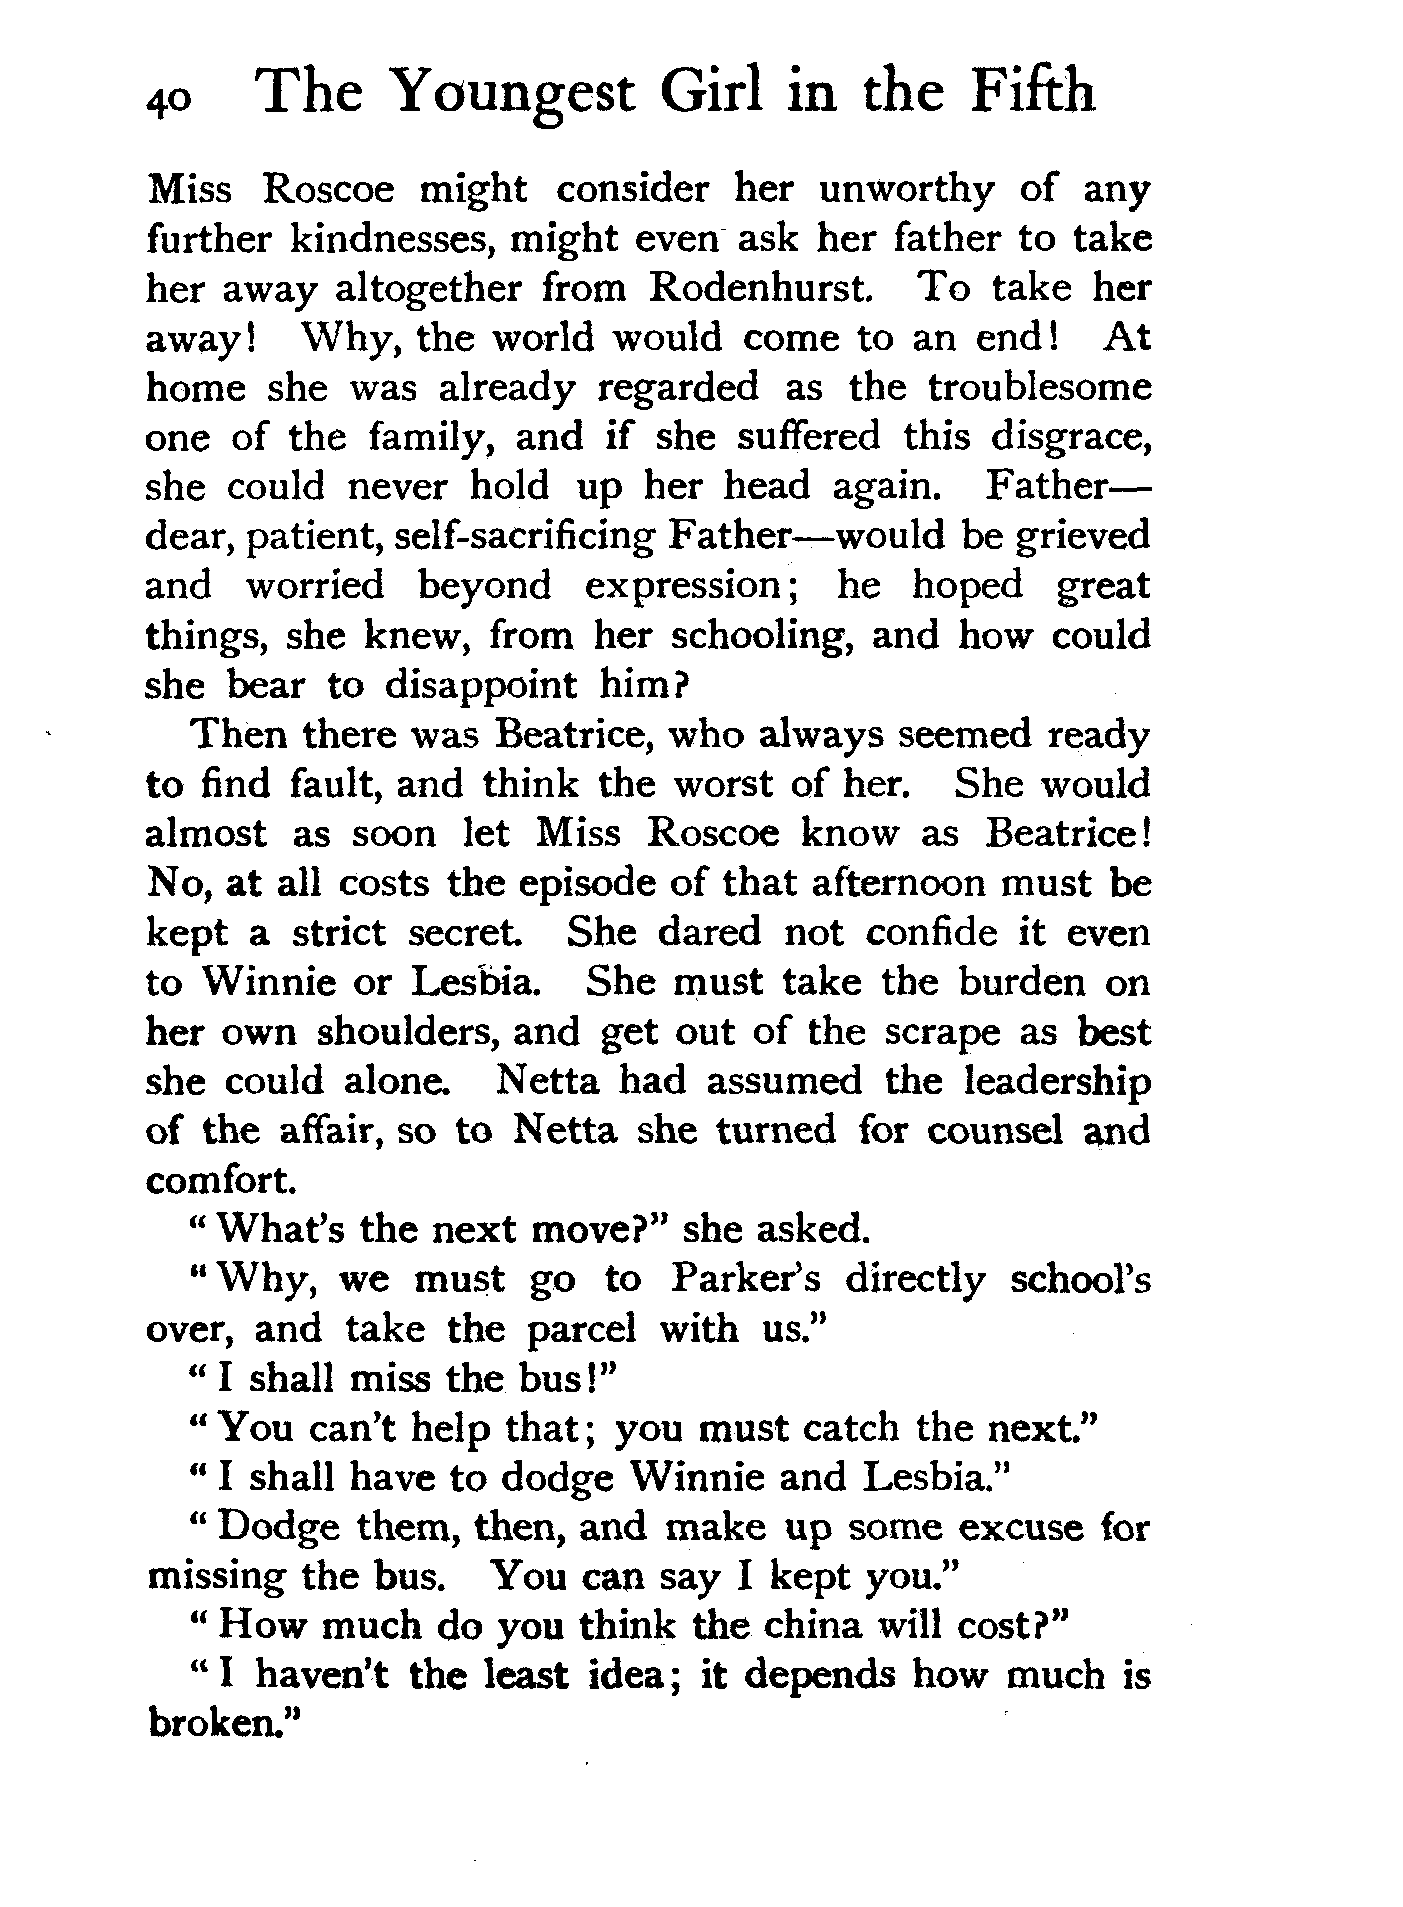 40 The Youngest Girl in the Fifth
Miss Roscoe might consider her unworthy of any
further kindnesses, might even ask her father to take
her away altogether from Rodenhurst. To take her
away! Why, the world would come to an end! At
home she was already regarded as the troublesome
one of the family, and if she suffered this disgrace,
she could never hold up her head again. Father—
dear, patient, self-sacrificing Father—would be grieved
and worried beyond expression; he hoped great
things, she knew, from her schooling, and how could
she bear to disappoint him?
Then there was Beatrice, who always seemed ready
to find fault, and think the worst of her. She would
almost as soon let Miss Roscoe know as Beatrice!
No, at all costs the episode of that afternoon must be
kept a strict secret. She dared not confide it even
to Winnie or Lesbia. She must take the burden on
her own shoulders, and get out of the scrape as best
she could alone. Netta had assumed the leadership
of the affair, so to Netta she turned for counsel and
comfort.
“What’s the next move?” she asked.
“Why, we must go to Parker’s directly school’s
over, and take the parcel with us.”
“I shall miss the bus!”
“You can’t help that; you must catch the next.”
“I shall have to dodge Winnie and Lesbia.”
“Dodge them, then, and make up some excuse for
missing the bus. You can say I kept you.”
“How much do you think the china will cost?”
“I haven’t the least idea; it depends how much is
broken.”